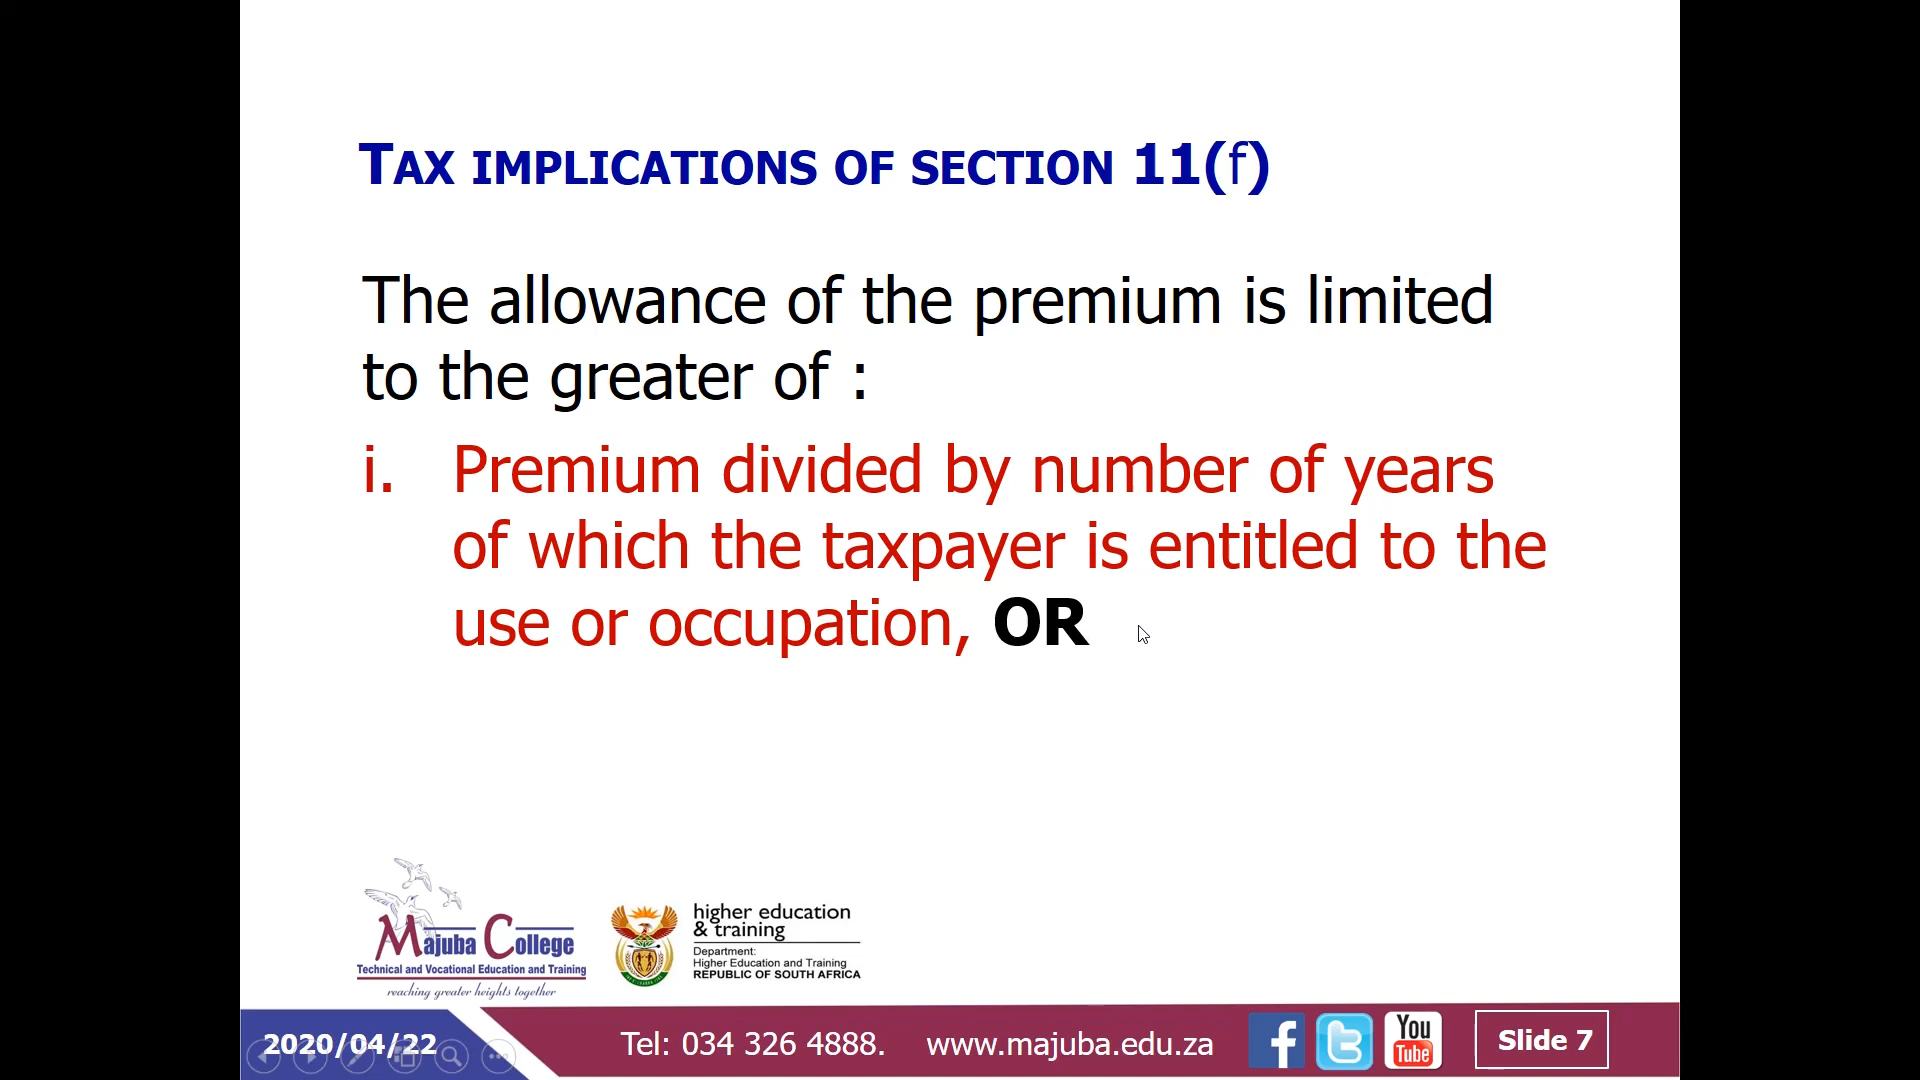 TAX IMPLICATIONS OF SECTION 11(f)
The allowance of the premium is limited
to the greater of :
i. Premium divided by number of years
of which the taxpayer is entitled to the
use or occupation, OR
Majuba College
Technical and Vocational Education and Training
reaching greater heights together
higher education
& training
Department:
Higher Education and Training
REPUBLIC OF SOUTH AFRICA
2020/04/22
Tel: 034 326 4888. www.majuba.edu.za
f
t
You
Tube
Slide 7